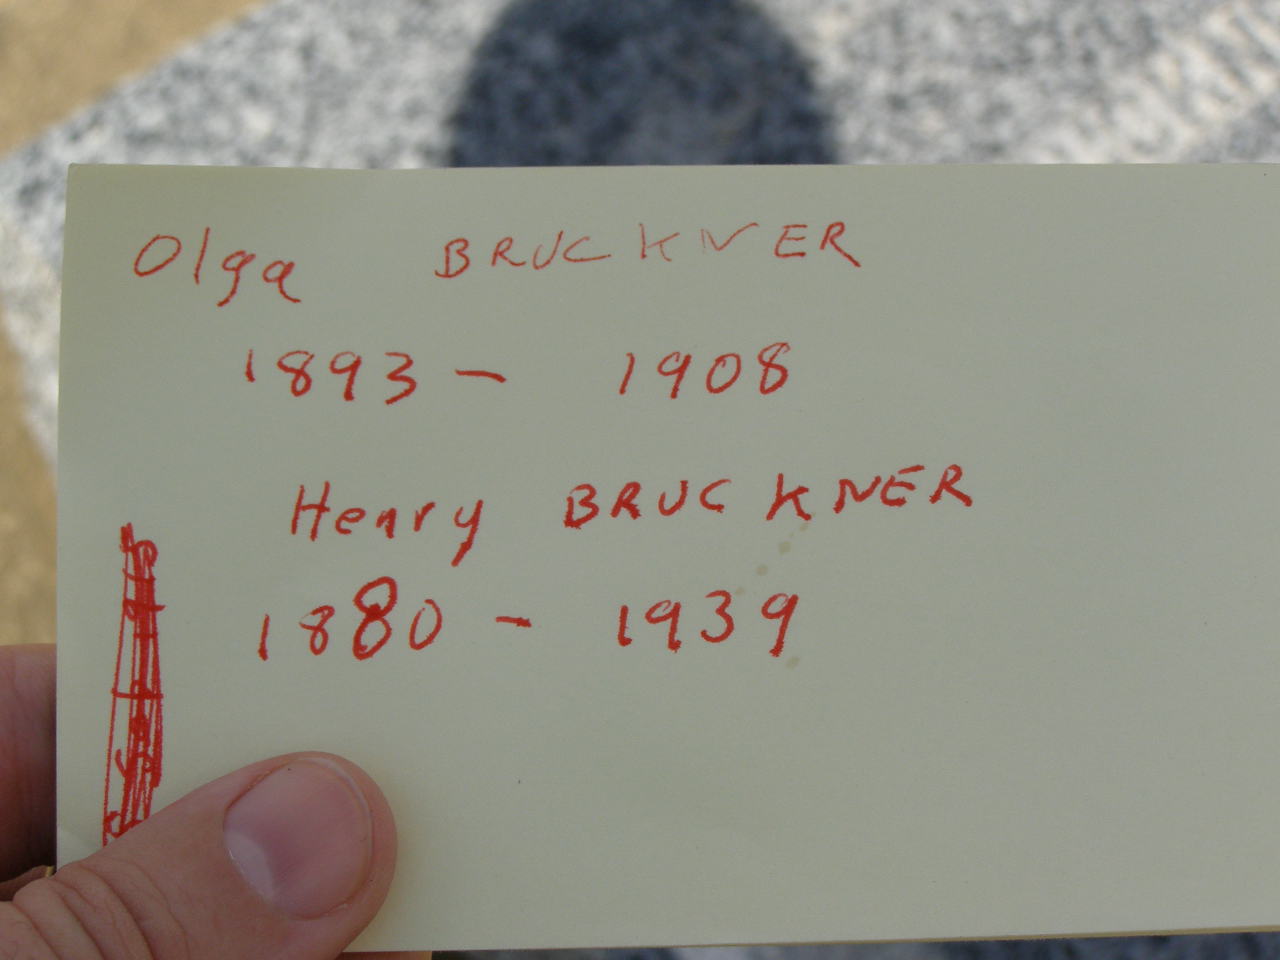 Olga BRUCKNER
1893 - 1908
Henry BRUCKNER
1880 - 1939